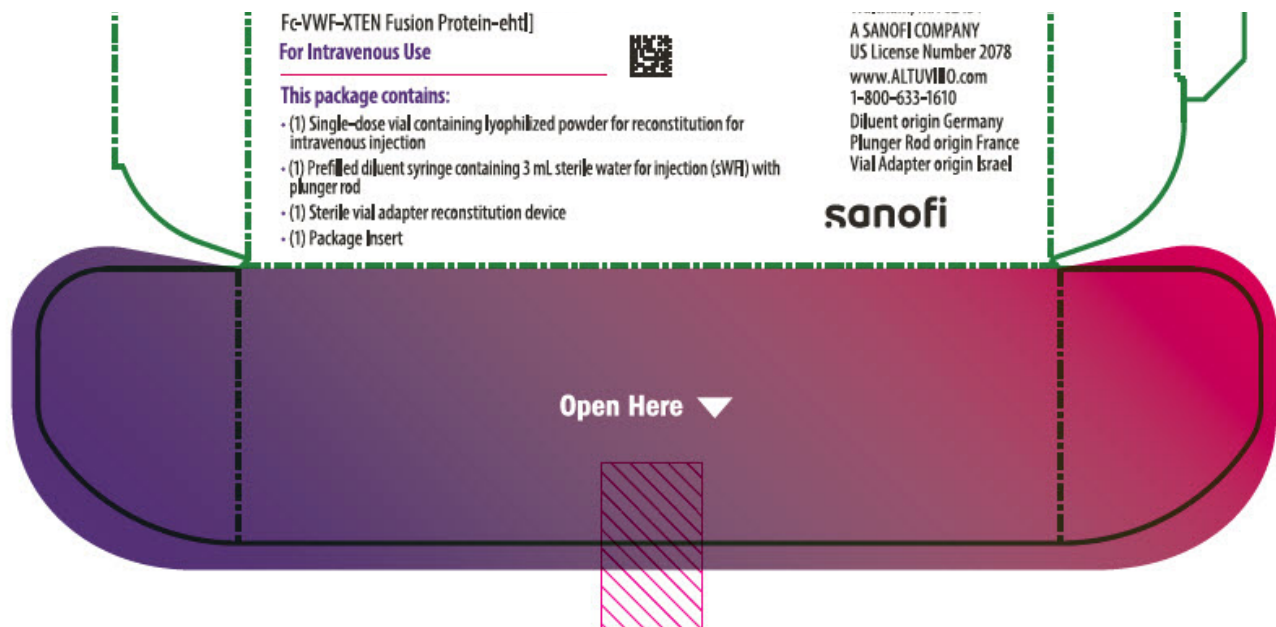 Fc-VWF-XTEN Fusion Protein-ehtl]
For Intravenous Use
This package contains:
• (1) Single-dose vial containing lyophilized powder for reconstitution for
intravenous injection
• (1) Prefilled diluent syringe containing 3 mL sterile water for injection (sWFI) with
plunger rod
• (1) Sterile vial adapter reconstitution device
• (1) Package Insert
A SANOFI COMPANY
US License Number 2078
www.ALTUVIIIO.com
1-800-633-1610
Diluent origin Germany
Plunger Rod origin France
Vial Adapter origin Israel
sanofi
Open Here